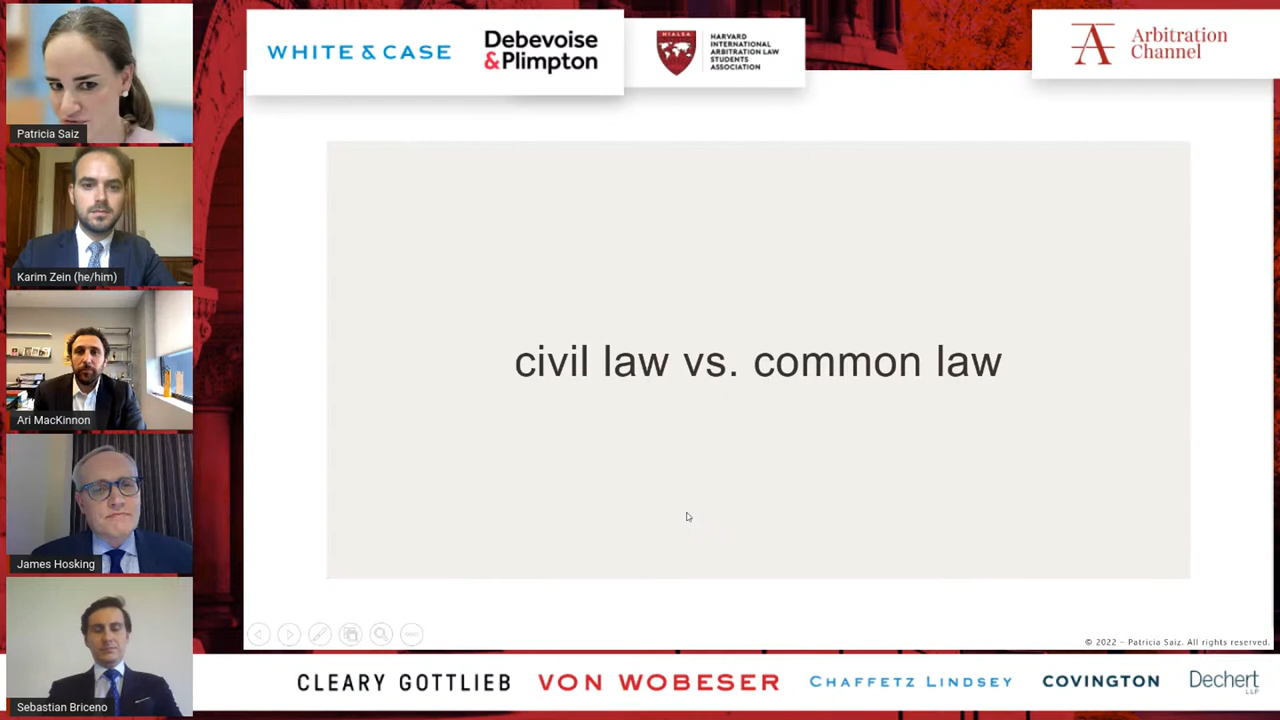 WHITE & CASE
Debevoise
&Plimpton
HIALSA
HARVARD
INTERNATIONAL
ARBITRATION LAW
STUDENTS
ASSOCIATION
Arbitration
Channel
Patricia Saiz
Karim Zein (he/him)
Ari MacKinnon
James Hosking
Sebastian Briceno
civil law vs. common law
© 2022 – Patricia Saiz. All rights reserved.
CLEARY GOTTLIEB
VON WOBESER
CHAFFETZ LINDSEY
COVINGTON
Dechert
LLP